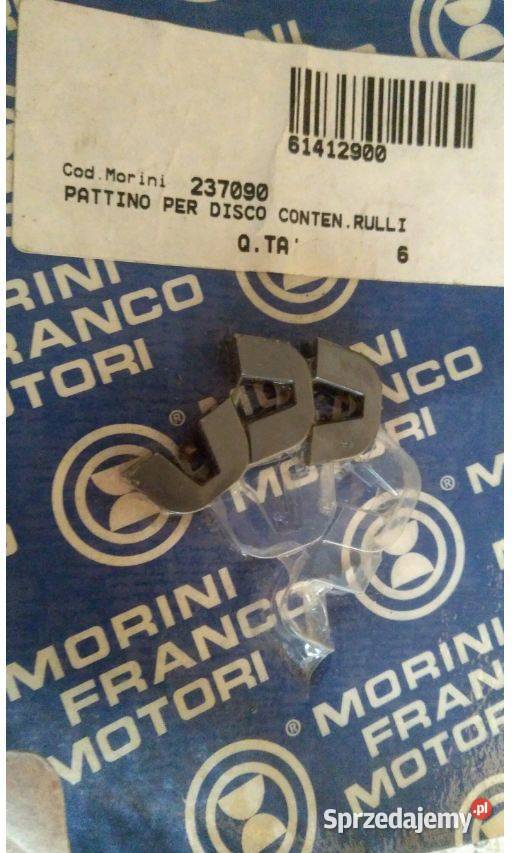 61412900
Cod.Morini 237090
PATTINO PER DISCO CONTEN.RULLI
Q.TA' 6
MORINI
FRANCO
MOTORI
®
MORINI
FRANCO
MOTORI
®
MORINI
FRANCO
MOTORI
®
MORINI
FRANCO
MOTORI
Sprzedajemy.pl